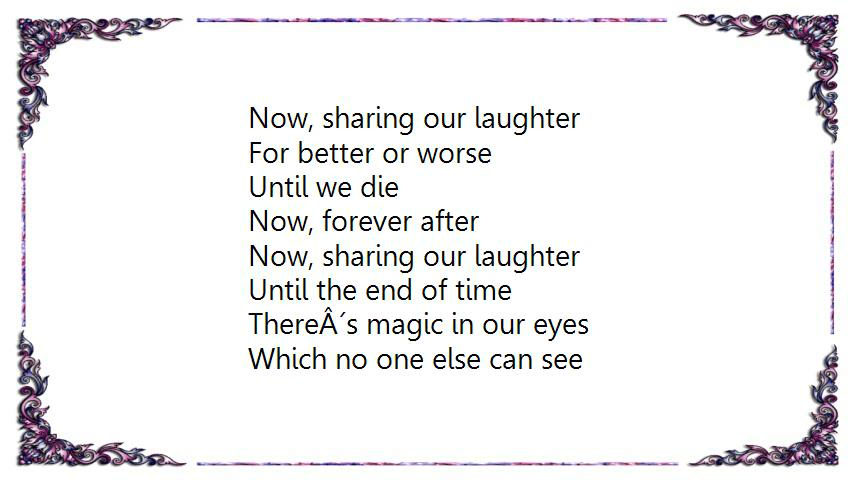 Now, sharing our laughter
For better or worse
Until we die
Now, forever after
Now, sharing our laughter
Until the end of time
ThereÂ´s magic in our eyes
Which no one else can see